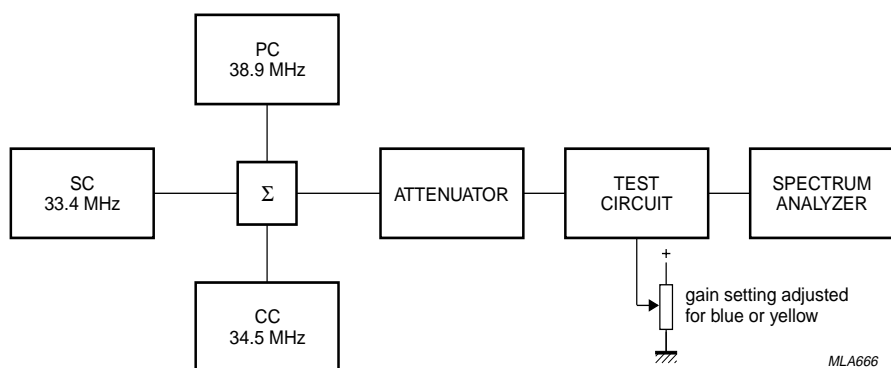 PC
38.9 MHz
SC
33.4 MHz
Σ
ATTENUATOR
TEST
CIRCUIT
SPECTRUM
ANALYZER
CC
34.5 MHz
+
gain setting adjusted
for blue or yellow
MLA666